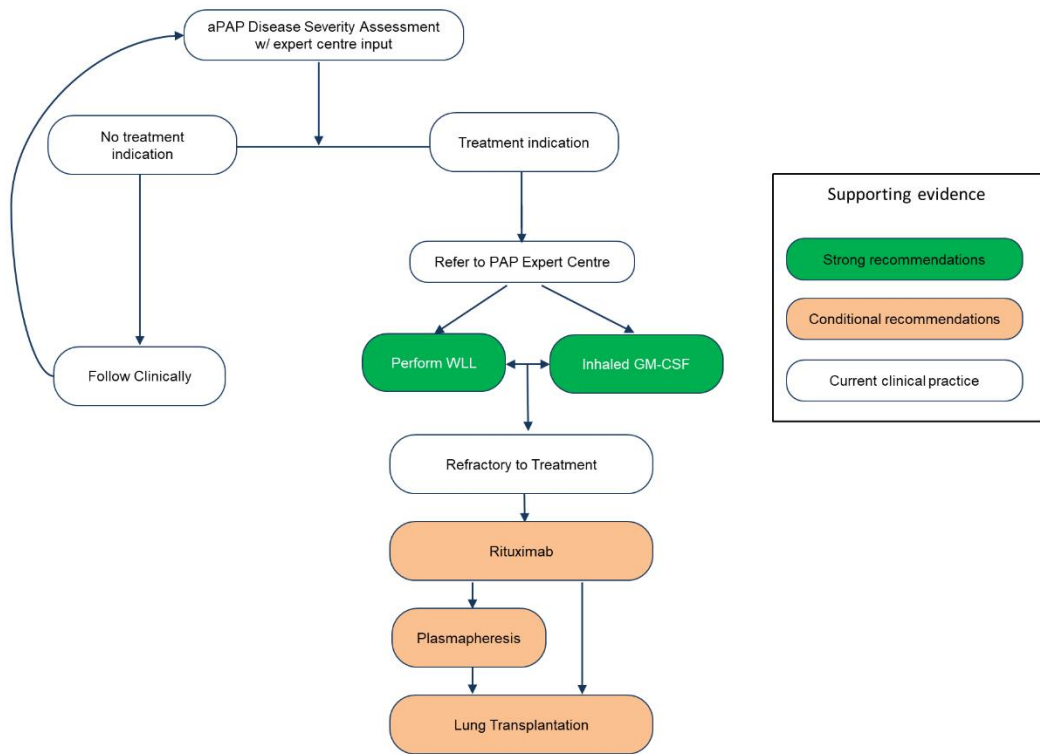 aPAP Disease Severity Assessment
w/ expert centre input
No treatment
indication
Treatment indication
Refer to PAP Expert Centre
Perform WLL
Inhaled GM-CSF
Follow Clinically
Refractory to Treatment
Rituximab
Plasmapheresis
Lung Transplantation
Supporting evidence
Strong recommendations
Conditional recommendations
Current clinical practice